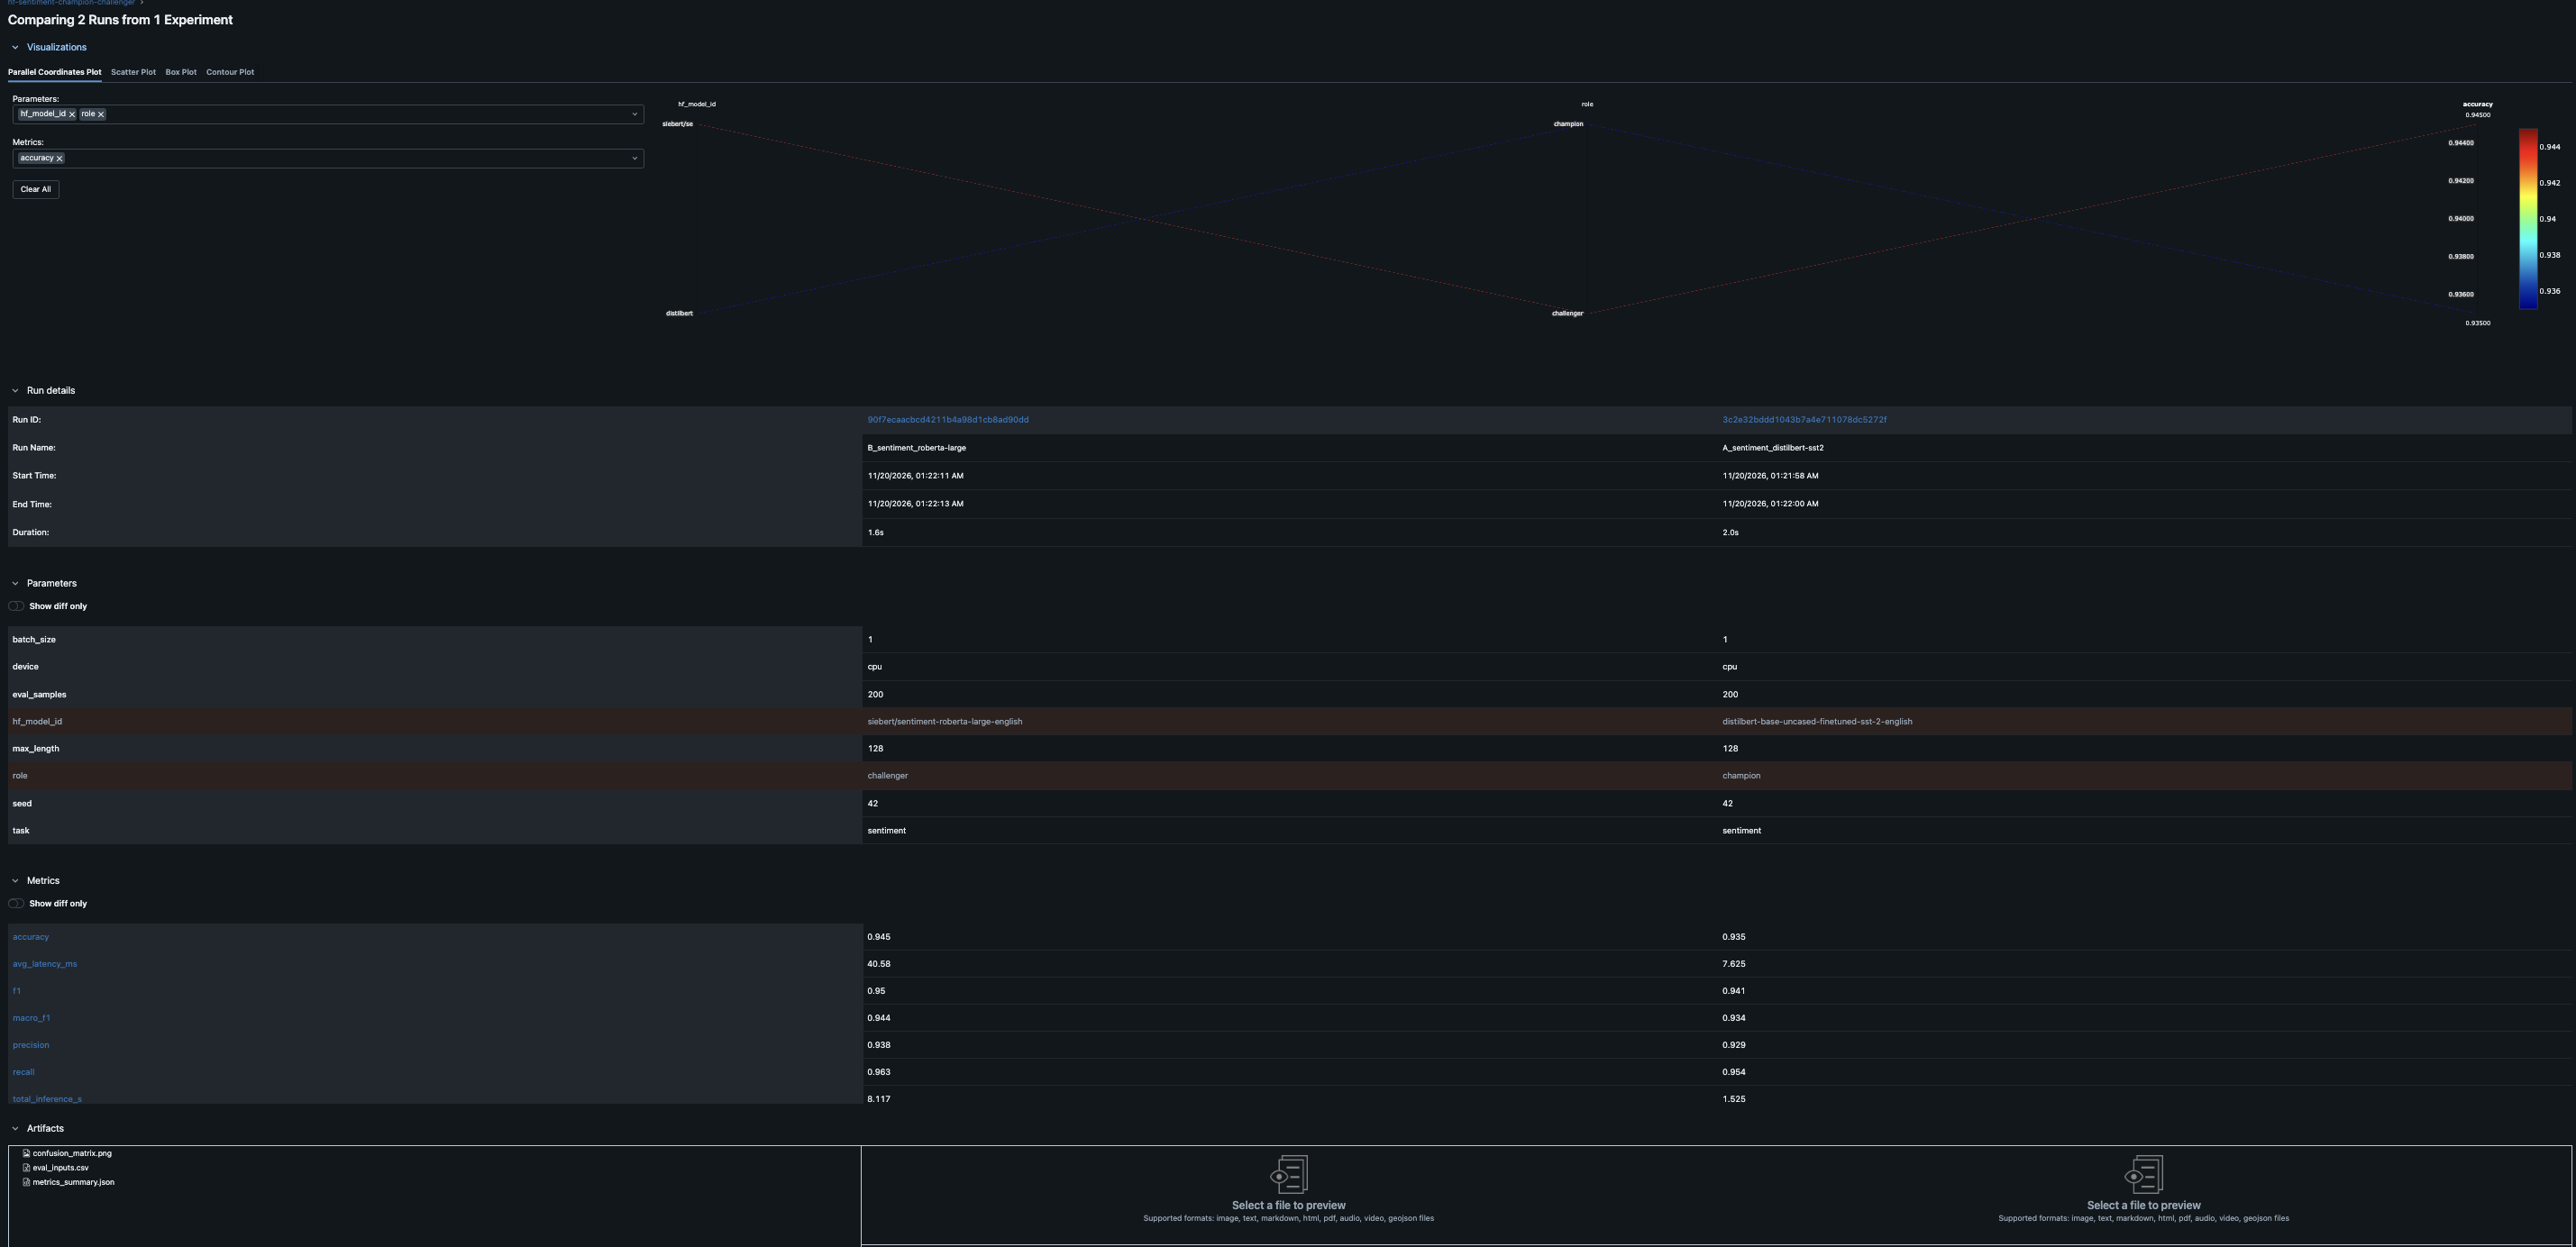 hf-sentiment-champion-challenger >
Comparing 2 Runs from 1 Experiment
Visualizations
Parallel Coordinates Plot Scatter Plot Box Plot Contour Plot
Parameters:
hf_model_id × role ×
Metrics:
accuracy ×
Clear All
hf_model_id role accuracy
0.94500
siebert/se champion
distilbert challenger
0.94400
0.94200
0.94000
0.93800
0.93600
0.93500
0.944
0.942
0.94
0.938
0.936
Run details
Run ID: 90f7ecaacbcd4211b4a98d1cb8ad90dd 3c2e32bddd1043b7a4e711078dc5272f
Run Name: B_sentiment_roberta-large A_sentiment_distilbert-sst2
Start Time: 11/20/2026, 01:22:11 AM 11/20/2026, 01:21:58 AM
End Time: 11/20/2026, 01:22:13 AM 11/20/2026, 01:22:00 AM
Duration: 1.6s 2.0s
Parameters
Show diff only
batch_size 1 1
device cpu cpu
eval_samples 200 200
hf_model_id siebert/sentiment-roberta-large-english distilbert-base-uncased-finetuned-sst-2-english
max_length 128 128
role challenger champion
seed 42 42
task sentiment sentiment
Metrics
Show diff only
accuracy 0.945 0.935
avg_latency_ms 40.58 7.625
f1 0.95 0.941
macro_f1 0.944 0.934
precision 0.938 0.929
recall 0.963 0.954
total_inference_s 8.117 1.525
Artifacts
confusion_matrix.png
eval_inputs.csv
metrics_summary.json
Select a file to preview
Supported formats: image, text, markdown, html, pdf, audio, video, geojson files
Select a file to preview
Supported formats: image, text, markdown, html, pdf, audio, video, geojson files